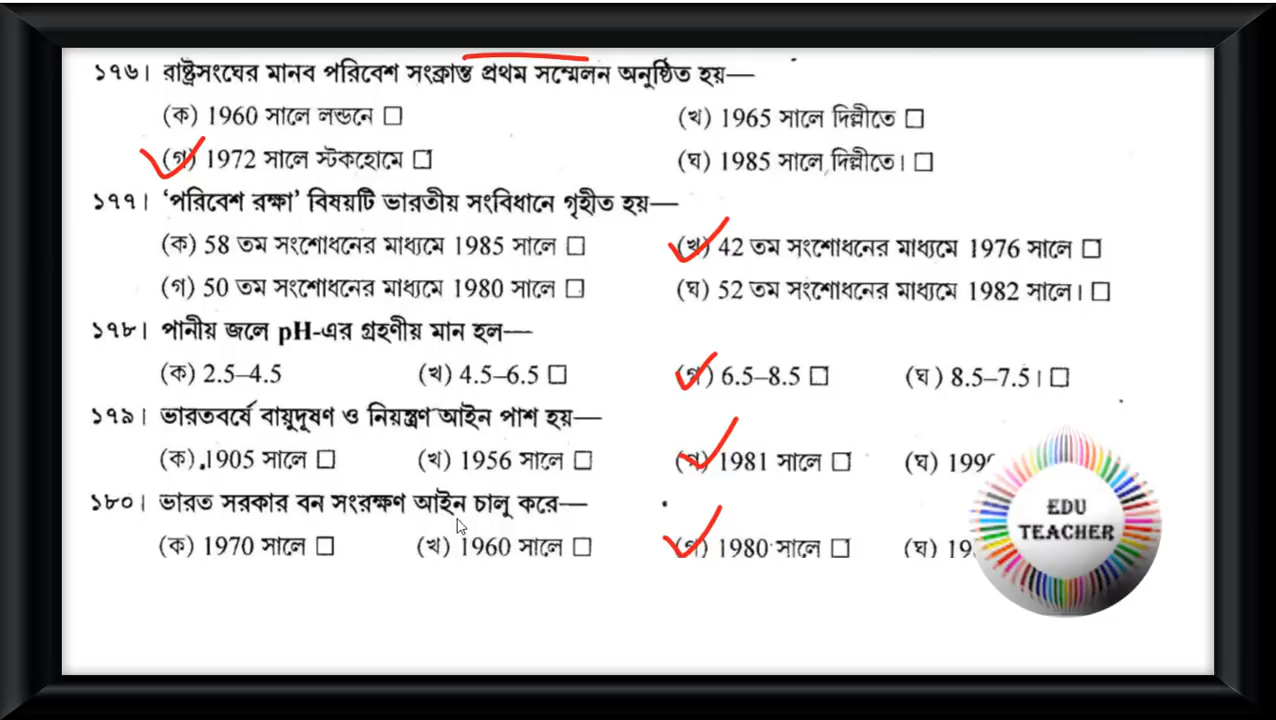 ১৭৬। রাষ্ট্রসংঘের মানব পরিবেশ সংক্রান্ত প্রথম সম্মেলন অনুষ্ঠিত হয়—
(ক) 1960 সালে লন্ডনে □ (খ) 1965 সালে দিল্লীতে □
(গ) 1972 সালে স্টকহোমে □ (ঘ) 1985 সালে দিল্লীতে। □
১৭৭। ‘পরিবেশ রক্ষা’ বিষয়টি ভারতীয় সংবিধানে গৃহীত হয়—
(ক) 58 তম সংশোধনের মাধ্যমে 1985 সালে □ (খ) 42 তম সংশোধনের মাধ্যমে 1976 সালে □
(গ) 50 তম সংশোধনের মাধ্যমে 1980 সালে □ (ঘ) 52 তম সংশোধনের মাধ্যমে 1982 সালে। □
১৭৮। পানীয় জলে pH-এর গ্রহণীয় মান হল—
(ক) 2.5–4.5 (খ) 4.5–6.5 □ (গ) 6.5–8.5 □ (ঘ) 8.5–7.5। □
১৭৯। ভারতবর্ষে বায়ুদূষণ ও নিয়ন্ত্রণ আইন পাশ হয়—
(ক) 1905 সালে □ (খ) 1956 সালে □ (গ) 1981 সালে □ (ঘ)
১৮০। ভারত সরকার বন সংরক্ষণ আইন চালু করে—
(ক) 1970 সালে □ (খ) 1960 সালে □ (গ) 1980 সালে □ (ঘ)
EDU
TEACHER